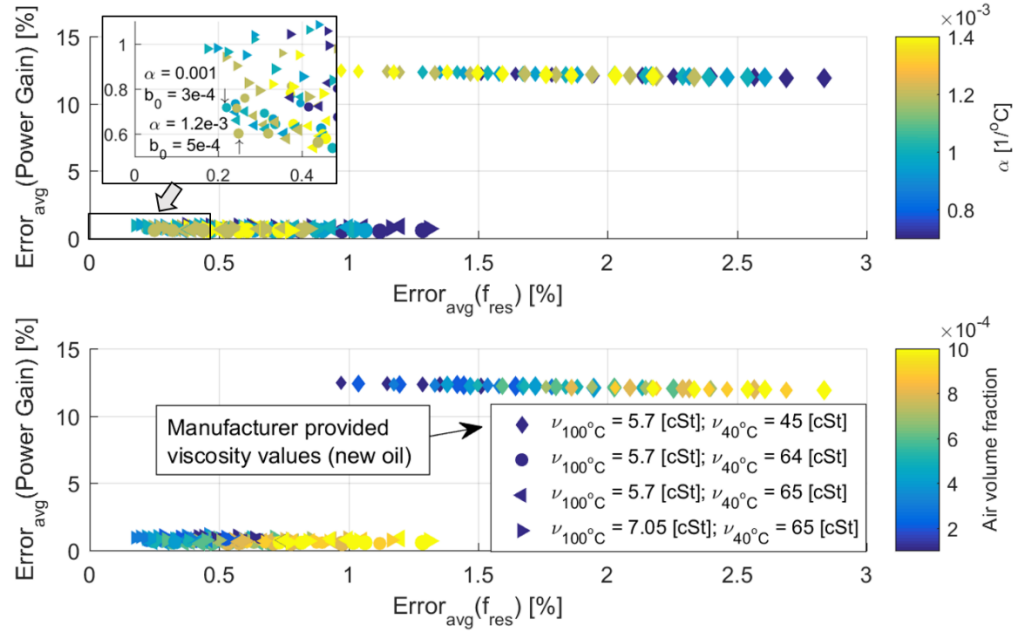 Error_avg(Power Gain) [%]
15
10
5
0
0
0.5
1
1.5
2
2.5
3
Error_avg(f_res) [%]
1
0.8
0.6
0
0.2
0.4
α = 0.001
b_0 = 3e-4 ↓
α = 1.2e-3
b_0 = 5e-4 ↑
×10^-3
1.4
1.2
1
0.8
α [1/°C]
Error_avg(Power Gain) [%]
15
10
5
0
0
0.5
1
1.5
2
2.5
3
Error_avg(f_res) [%]
Manufacturer provided
viscosity values (new oil)
ν_100°C = 5.7 [cSt]; ν_40°C = 45 [cSt]
ν_100°C = 5.7 [cSt]; ν_40°C = 64 [cSt]
ν_100°C = 5.7 [cSt]; ν_40°C = 65 [cSt]
ν_100°C = 7.05 [cSt]; ν_40°C = 65 [cSt]
×10^-4
10
8
6
4
2
Air volume fraction